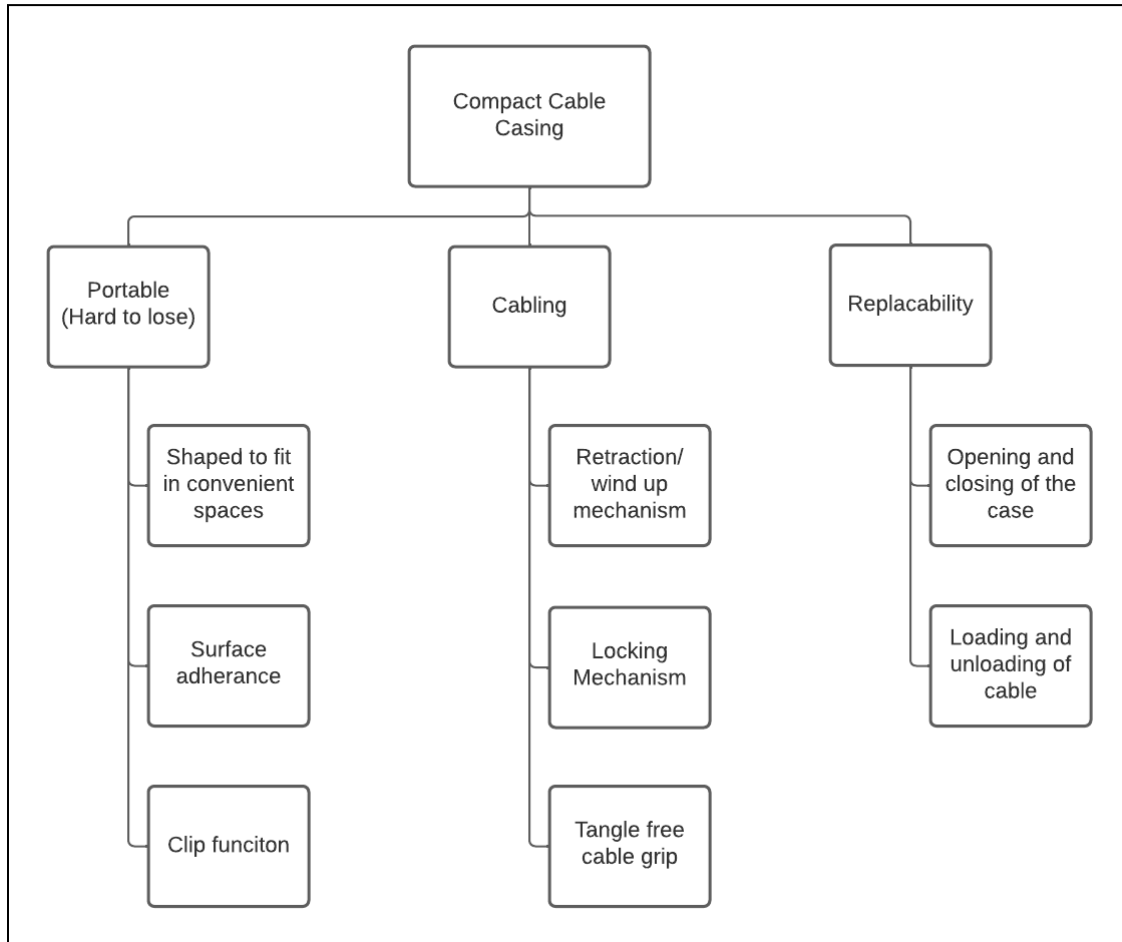 Compact Cable
Casing
Portable
(Hard to lose)
Cabling
Replacability
Shaped to fit
in convenient
spaces
Retraction/
wind up
mechanism
Opening and
closing of the
case
Surface
adherance
Locking
Mechanism
Loading and
unloading of
cable
Clip funciton
Tangle free
cable grip